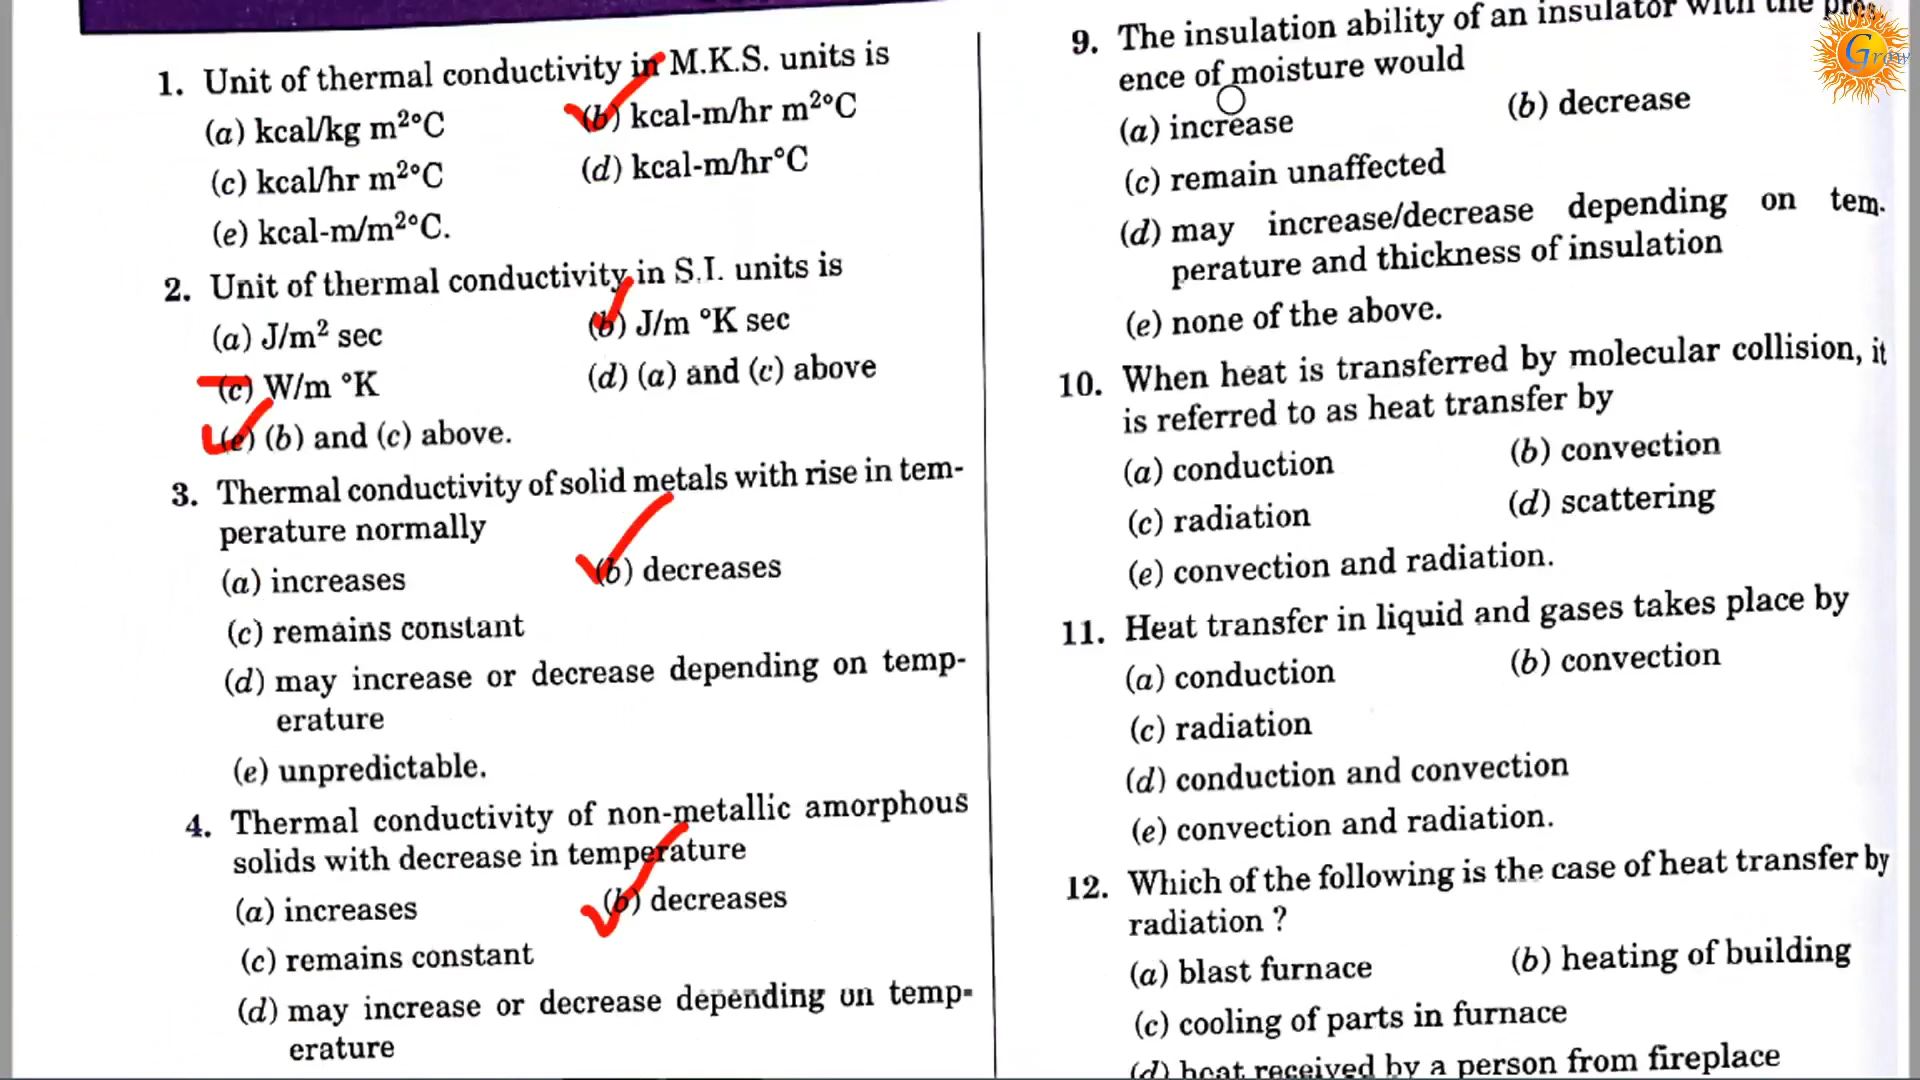 1. Unit of thermal conductivity in M.K.S. units is
(a) kcal/kg m²°C (b) kcal-m/hr m²°C
(c) kcal/hr m²°C (d) kcal-m/hr°C
(e) kcal-m/m²°C.
2. Unit of thermal conductivity in S.I. units is
(a) J/m² sec (b) J/m °K sec
(c) W/m °K (d) (a) and (c) above
(e) (b) and (c) above.
3. Thermal conductivity of solid metals with rise in tem-
perature normally
(a) increases (b) decreases
(c) remains constant
(d) may increase or decrease depending on temp-
erature
(e) unpredictable.
4. Thermal conductivity of non-metallic amorphous
solids with decrease in temperature
(a) increases (b) decreases
(c) remains constant
(d) may increase or decrease depending on temp-
erature
9. The insulation ability of an insulator with the
ence of moisture would
(a) increase (b) decrease
(c) remain unaffected
(d) may increase/decrease depending on tem-
perature and thickness of insulation
(e) none of the above.
10. When heat is transferred by molecular collision, it
is referred to as heat transfer by
(a) conduction (b) convection
(c) radiation (d) scattering
(e) convection and radiation.
11. Heat transfer in liquid and gases takes place by
(a) conduction (b) convection
(c) radiation
(d) conduction and convection
(e) convection and radiation.
12. Which of the following is the case of heat transfer by
radiation ?
(a) blast furnace (b) heating of building
(c) cooling of parts in furnace
(d) heat received by a person from fireplace
Grow